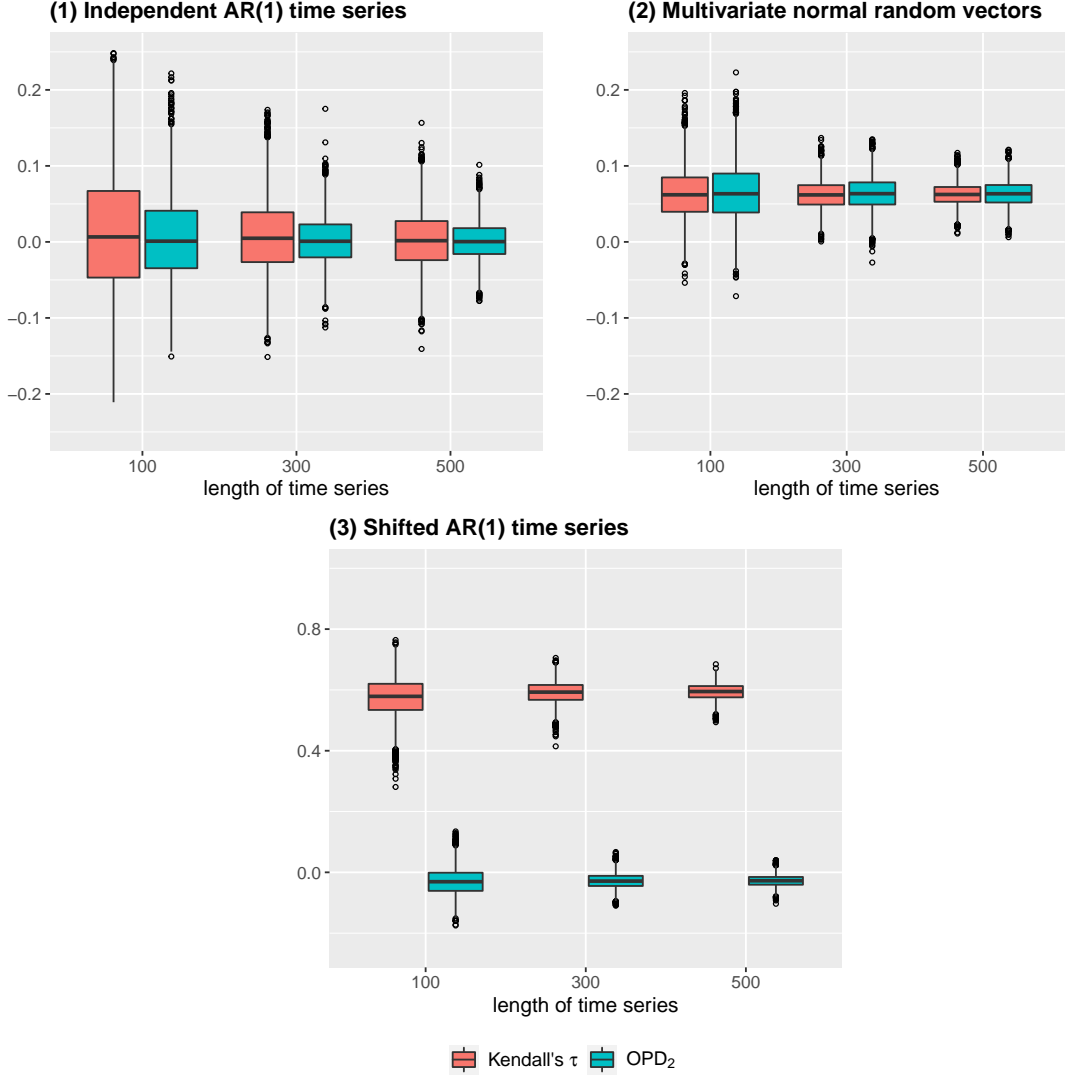 (1) Independent AR(1) time series
0.2
0.1
0.0
−0.1
−0.2
100 300 500
length of time series
(2) Multivariate normal random vectors
0.2
0.1
0.0
−0.1
−0.2
100 300 500
length of time series
(3) Shifted AR(1) time series
0.8
0.4
0.0
100 300 500
length of time series
Kendall's τ OPD₂